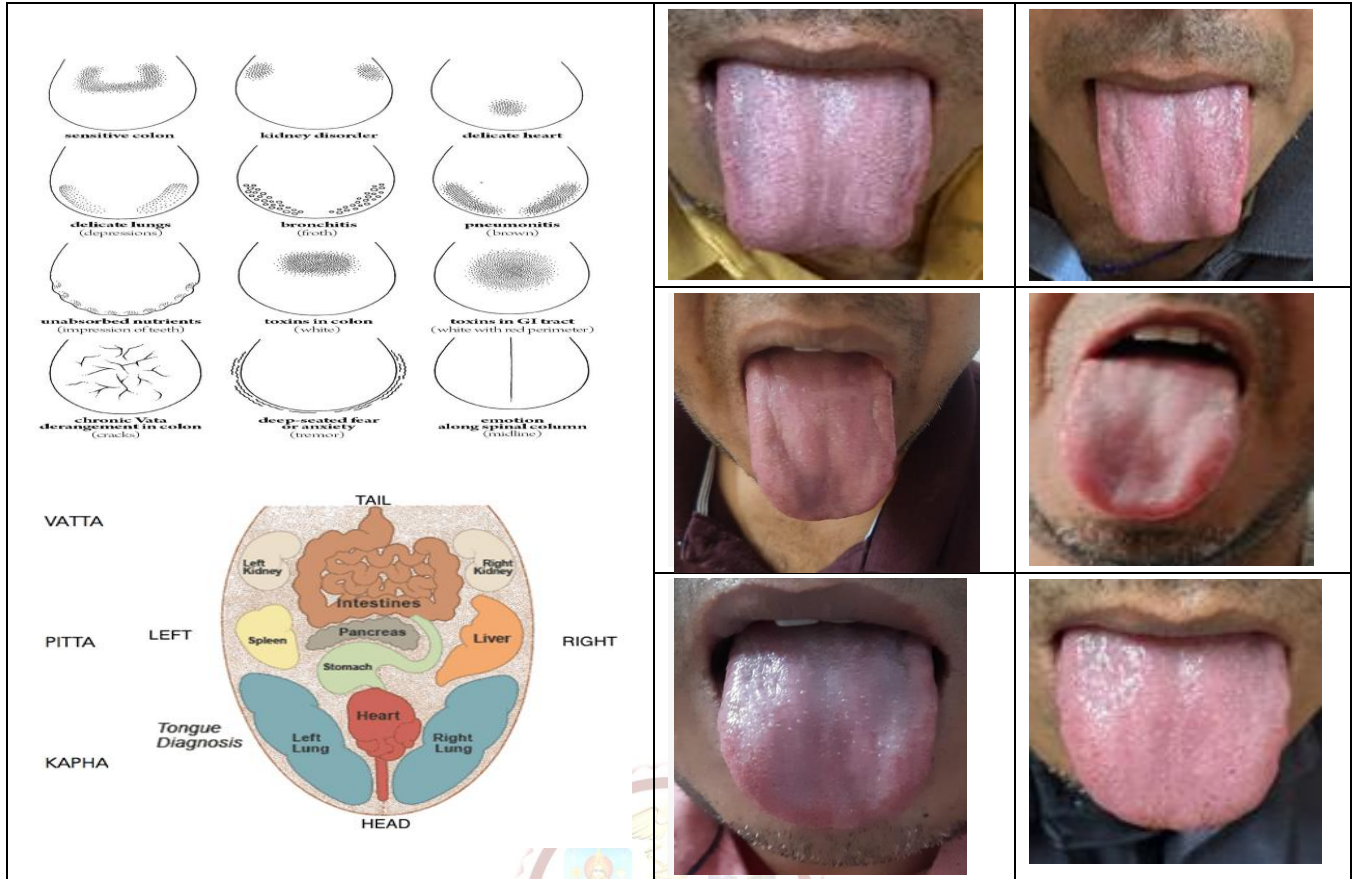 sensitive colon
kidney disorder
delicate heart
delicate lungs
(depressions)
bronchitis
(froth)
pneumonitis
(brown)
unabsorbed nutrients
(impression of teeth)
toxins in colon
(white)
toxins in GI tract
(white with red perimeter)
chronic Vata
derangement in colon
(cracks)
deep-seated fear
or anxiety
(tremor)
emotion
along spinal column
(midline)
TAIL
VATTA
Left
Kidney
Right
Kidney
Intestines
PITTA
LEFT
Spleen
Pancreas
Liver
RIGHT
Stomach
Heart
Tongue
Diagnosis
Left
Lung
Right
Lung
KAPHA
HEAD